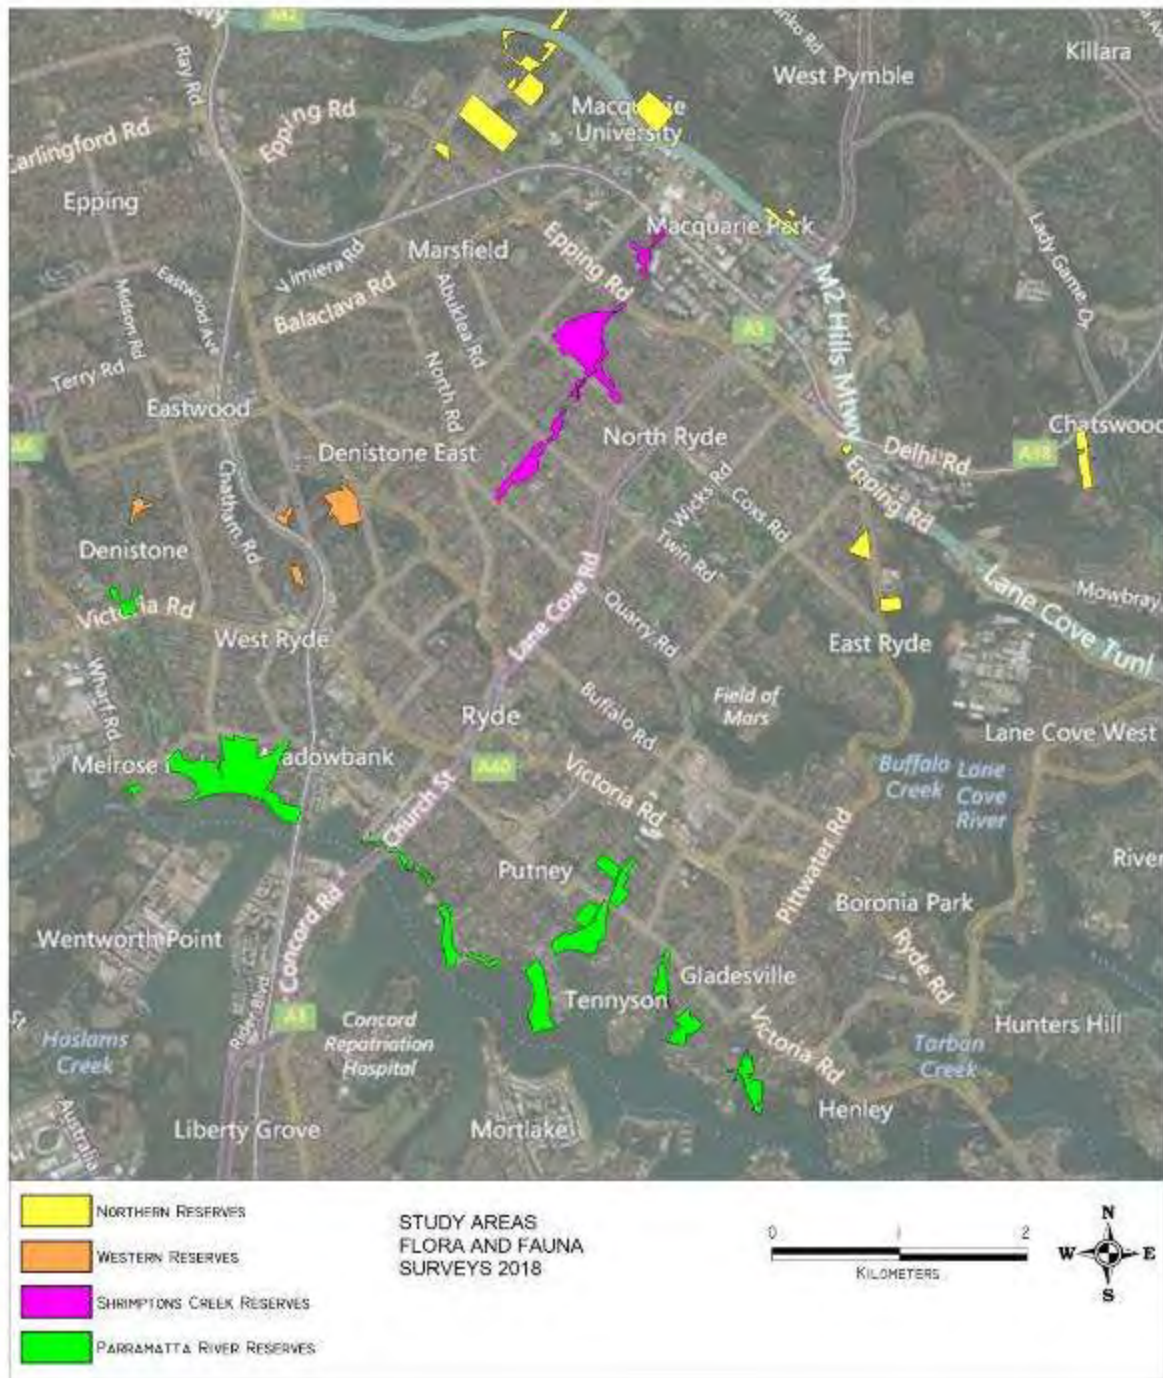 A2
Killara
Ray Rd
West Pymble
Macquarie
University
Epping Rd
Carlingford Rd
Epping
Macquarie Park
Marsfield
Epping Rd
Lady Game Dr
Vimiera Rd
Eastwood Ave
Midson Rd
Balaclava Rd
Abuklea Rd
M2 Hills Mtwy
A3
Terry Rd
North Rd
Eastwood
A6
Denistone East
North Ryde
Chatswood
Delhi Rd
A38
Epping Rd
Chatham Rd
Wicks Rd
Coxs Rd
Twin Rd
Denistone
Lane Cove Rd
Mowbray
Victoria Rd
Quarry Rd
West Ryde
East Ryde
Lane Cove Tunl
Wharf Rd
Field of
Mars
Ryde
Buffalo Rd
Lane Cove West
Melrose
adowbank
A40
Victoria Rd
Buffalo
Creek
Lane
Cove
River
Church St
Pittwater Rd
River
Putney
Boronia Park
Concord Rd
Wentworth Point
Ryde Rd
Gladesville
Tennyson
Rider Blvd
A3
St
Haslams
Creek
Concord
Repatriation
Hospital
Victoria Rd
Hunters Hill
Tarban
Creek
Henley
Australia
Liberty Grove
Mortlake
NORTHERN RESERVES
WESTERN RESERVES
SHRIMPTONS CREEK RESERVES
PARRAMATTA RIVER RESERVES
STUDY AREAS
FLORA AND FAUNA
SURVEYS 2018
0 1 2
KILOMETERS
N
W E
S